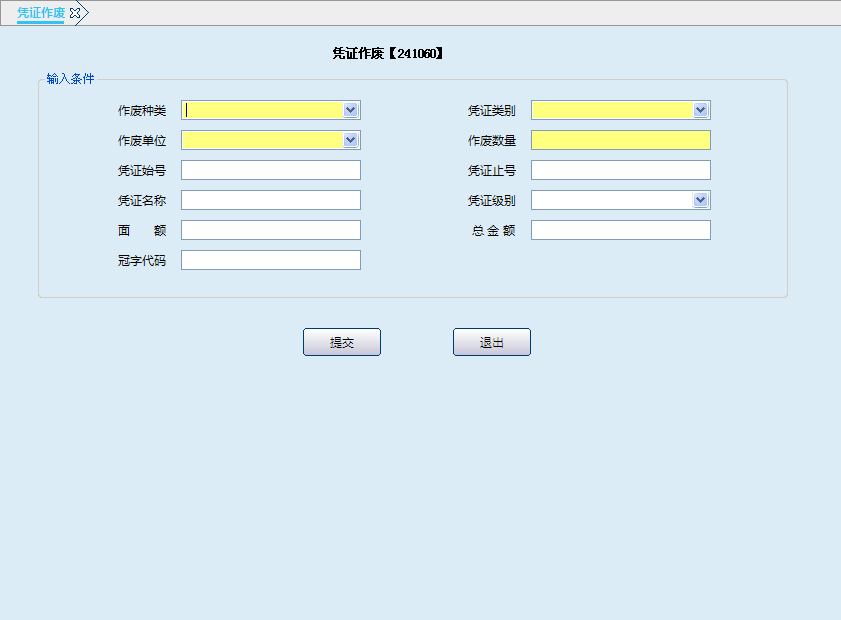 凭证作废
凭证作废【241060】
输入条件
作废种类 凭证类别
作废单位 作废数量
凭证始号 凭证止号
凭证名称 凭证级别
面 额 总 金 额
冠字代码
提交 退出